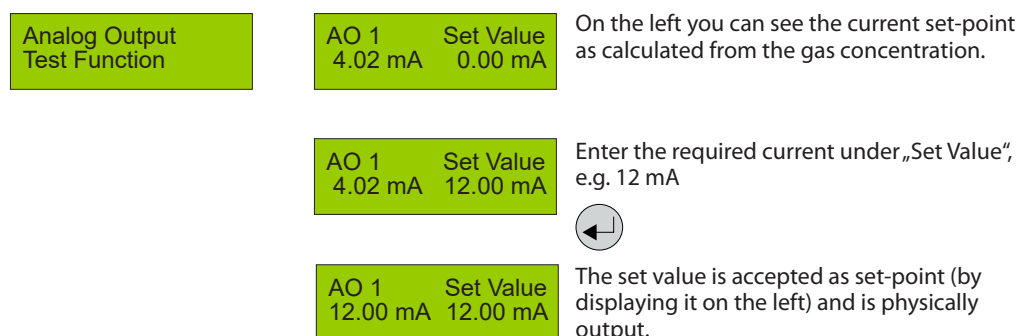 Analog Output
Test Function
AO 1 Set Value
4.02 mA 0.00 mA
On the left you can see the current set-point
as calculated from the gas concentration.
AO 1 Set Value
4.02 mA 12.00 mA
Enter the required current under „Set Value“,
e.g. 12 mA
AO 1 Set Value
12.00 mA 12.00 mA
The set value is accepted as set-point (by
displaying it on the left) and is physically
output.